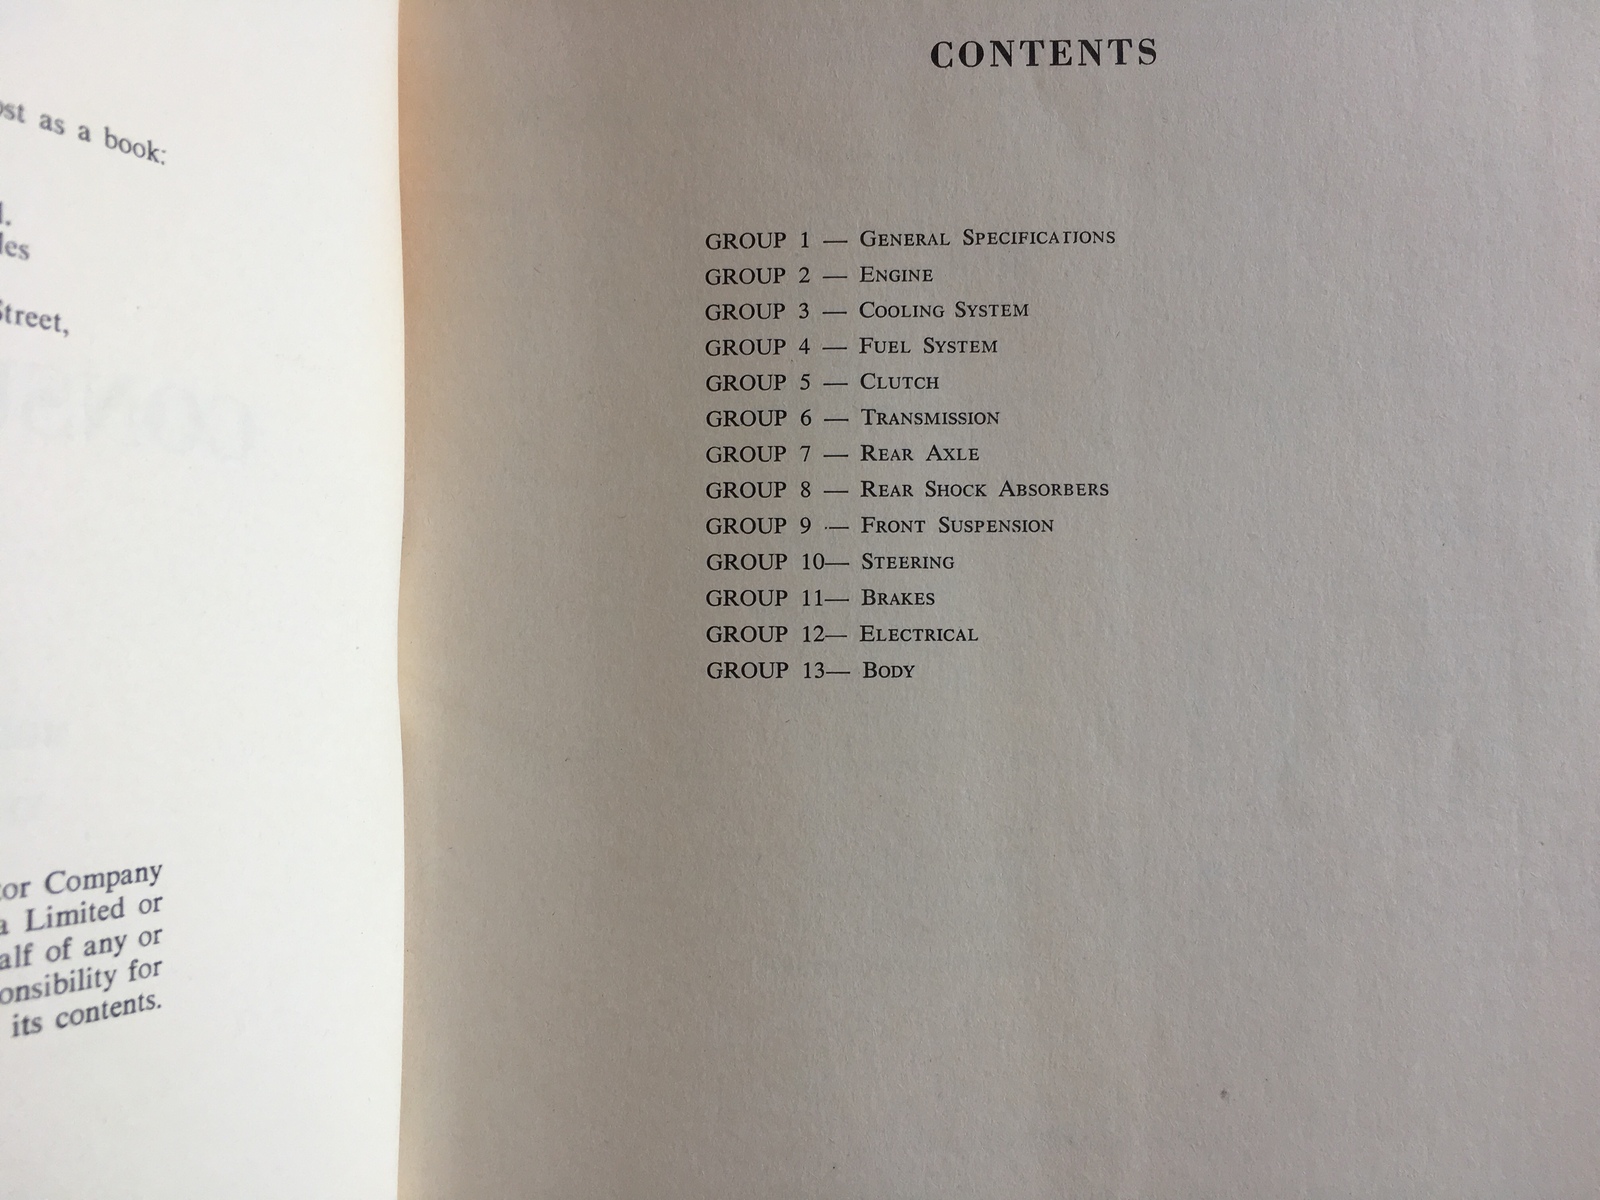 ost as a book:
les
Street,
tor Company
a Limited or
alf of any or
onsibility for
its contents.
CONTENTS
GROUP 1 — GENERAL SPECIFICATIONS
GROUP 2 — ENGINE
GROUP 3 — COOLING SYSTEM
GROUP 4 — FUEL SYSTEM
GROUP 5 — CLUTCH
GROUP 6 — TRANSMISSION
GROUP 7 — REAR AXLE
GROUP 8 — REAR SHOCK ABSORBERS
GROUP 9 — FRONT SUSPENSION
GROUP 10— STEERING
GROUP 11— BRAKES
GROUP 12— ELECTRICAL
GROUP 13— BODY